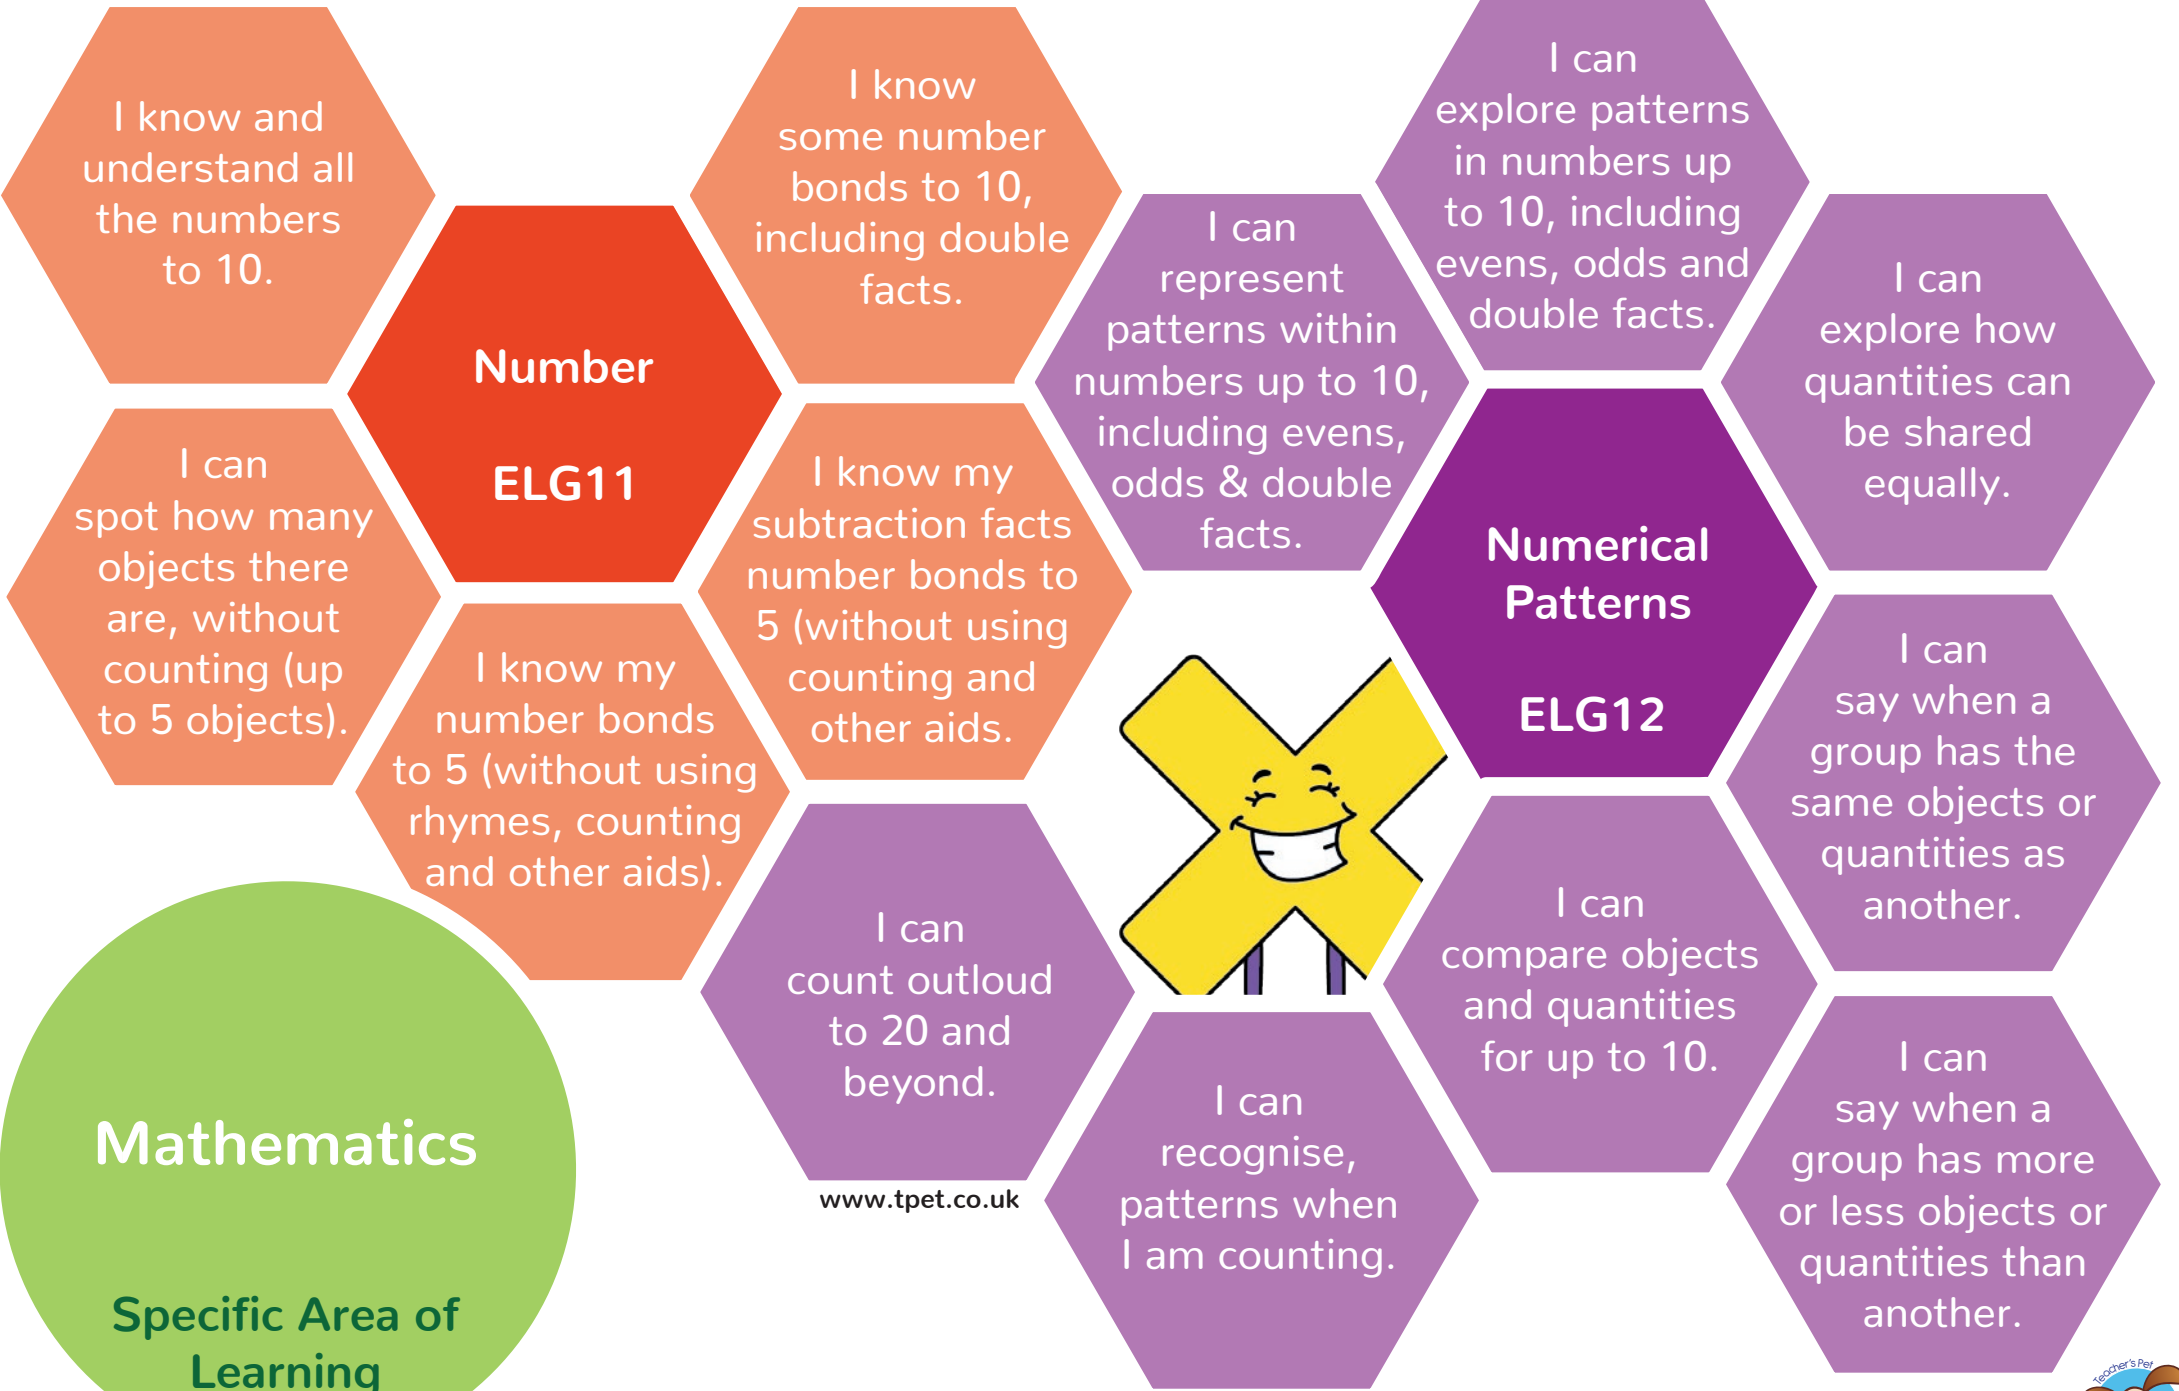 I know and
understand all
the numbers
to 10.
Number
ELG11
I know
some number
bonds to 10,
including double
facts.
I can
spot how many
objects there
are, without
counting (up
to 5 objects).
I know my
number bonds
to 5 (without using
rhymes, counting
and other aids).
I know my
subtraction facts
number bonds to
5 (without using
counting and
other aids.
I can
represent
patterns within
numbers up to 10,
including evens,
odds & double
facts.
I can
explore patterns
in numbers up
to 10, including
evens, odds and
double facts.
I can
explore how
quantities can
be shared
equally.
Numerical
Patterns
ELG12
I can
say when a
group has the
same objects or
quantities as
another.
I can
compare objects
and quantities
for up to 10.
I can
count outloud
to 20 and
beyond.
I can
recognise,
patterns when
I am counting.
I can
say when a
group has more
or less objects or
quantities than
another.
Mathematics
Specific Area of
Learning
www.tpet.co.uk
Teacher's Pet